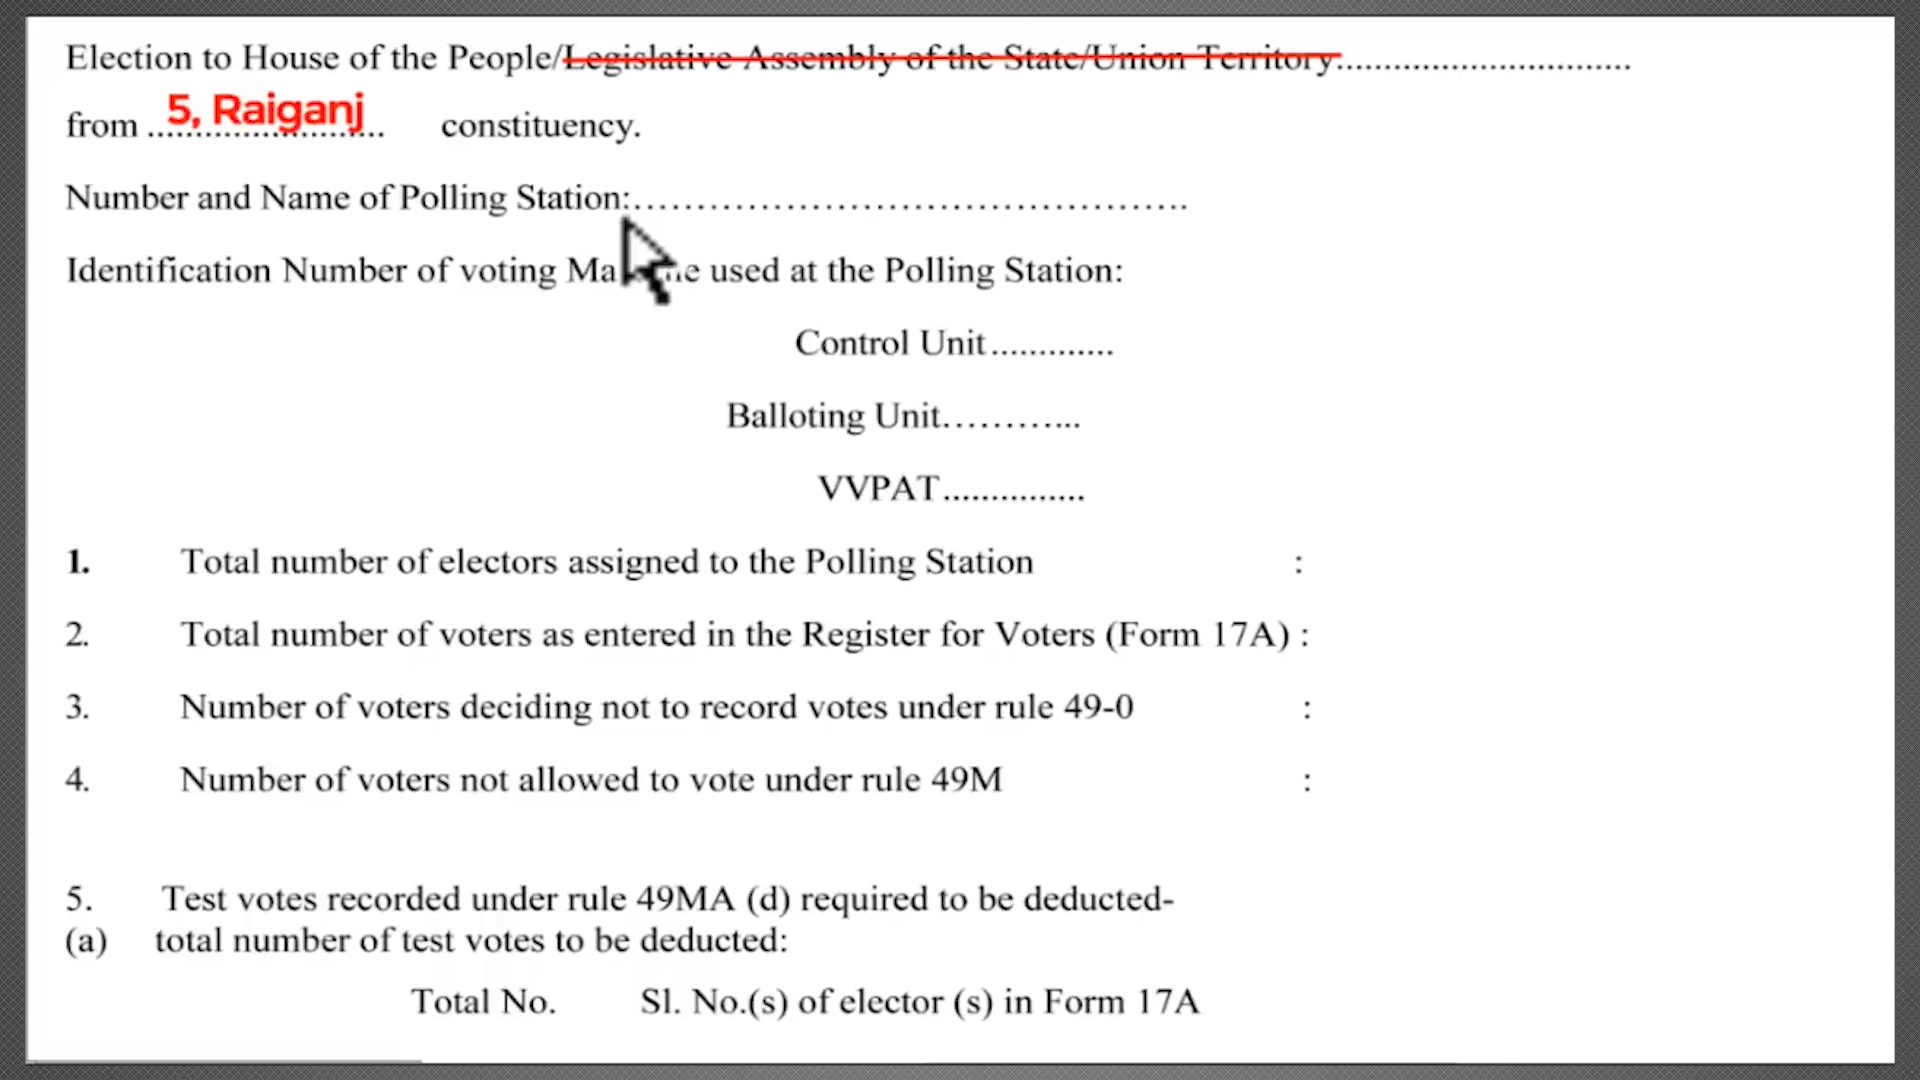 Election to House of the People/Legislative Assembly of the State/Union Territory..............................
from ........................ constituency.
5, Raiganj
Number and Name of Polling Station:……………………………………………….
Identification Number of voting Ma e used at the Polling Station:
Control Unit.............
Balloting Unit…………...
VVPAT...............
1. Total number of electors assigned to the Polling Station :
2. Total number of voters as entered in the Register for Voters (Form 17A) :
3. Number of voters deciding not to record votes under rule 49-0 :
4. Number of voters not allowed to vote under rule 49M :
5. Test votes recorded under rule 49MA (d) required to be deducted-
(a) total number of test votes to be deducted:
Total No. Sl. No.(s) of elector (s) in Form 17A